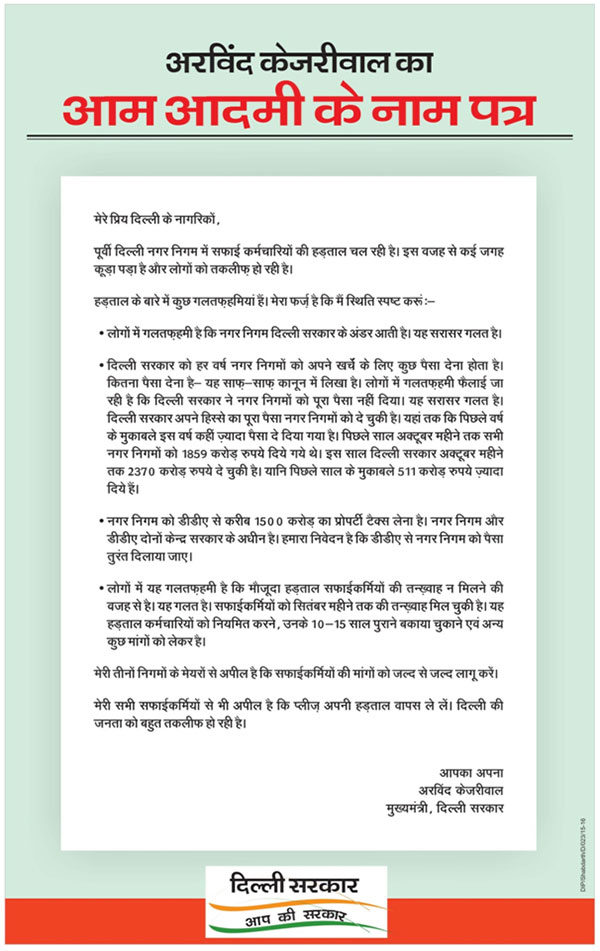 अरविंद केजरीवाल का
आम आदमी के नाम पत्र
मेरे प्रिय दिल्ली के नागरिकों,
पूर्वी दिल्ली नगर निगम में सफाई कर्मचारियों की हड़ताल चल रही है। इस वजह से कई जगह
कूड़ा पड़ा है और लोगों को तकलीफ़ हो रही है।
हड़ताल के बारे में कुछ गलतफ़हमियां हैं। मेरा फर्ज़ है कि मैं स्थिति स्पष्ट करूं:–
• लोगों में गलतफ़हमी है कि नगर निगम दिल्ली सरकार के अंडर आती है। यह सरासर गलत है।
• दिल्ली सरकार को हर वर्ष नगर निगमों को अपने खर्चे के लिए कुछ पैसा देना होता है।
कितना पैसा देना है– यह साफ़-साफ़ कानून में लिखा है। लोगों में गलतफ़हमी फैलाई जा
रही है कि दिल्ली सरकार ने नगर निगमों को पूरा पैसा नहीं दिया। यह सरासर गलत है।
दिल्ली सरकार अपने हिस्से का पूरा पैसा नगर निगमों को दे चुकी है। यहां तक कि पिछले वर्ष
के मुकाबले इस वर्ष कहीं ज़्यादा पैसा दे दिया गया है। पिछले साल अक्टूबर महीने तक सभी
नगर निगमों को 1859 करोड़ रुपये दिये गये थे। इस साल दिल्ली सरकार अक्टूबर महीने
तक 2370 करोड़ रुपये दे चुकी है। यानि पिछले साल के मुकाबले 511 करोड़ रुपये ज़्यादा
दिये हैं।
• नगर निगम को डीडीए से करीब 1500 करोड़ का प्रोपर्टी टैक्स लेना है। नगर निगम और
डीडीए दोनों केन्द्र सरकार के अधीन है। हमारा निवेदन है कि डीडीए से नगर निगम को पैसा
तुरंत दिलाया जाए।
• लोगों में यह गलतफ़हमी है कि मौजूदा हड़ताल सफाईकर्मियों की तन्ख़्वाह न मिलने की
वजह से है। यह गलत है। सफाईकर्मियों को सितंबर महीने तक की तन्ख़्वाह मिल चुकी है। यह
हड़ताल कर्मचारियों को नियमित करने, उनके 10–15 साल पुराने बकाया चुकाने एवं अन्य
कुछ मांगों को लेकर है।
मेरी तीनों निगमों के मेयरों से अपील है कि सफाईकर्मियों की मांगों को जल्द से जल्द लागू करें।
मेरी सभी सफाईकर्मियों से भी अपील है कि प्लीज़ अपनी हड़ताल वापस ले लें। दिल्ली की
जनता को बहुत तकलीफ हो रही है।
आपका अपना
अरविंद केजरीवाल
मुख्यमंत्री, दिल्ली सरकार
DIP/Shabdarth/D/023/15-16
दिल्ली सरकार
आप की सरकार